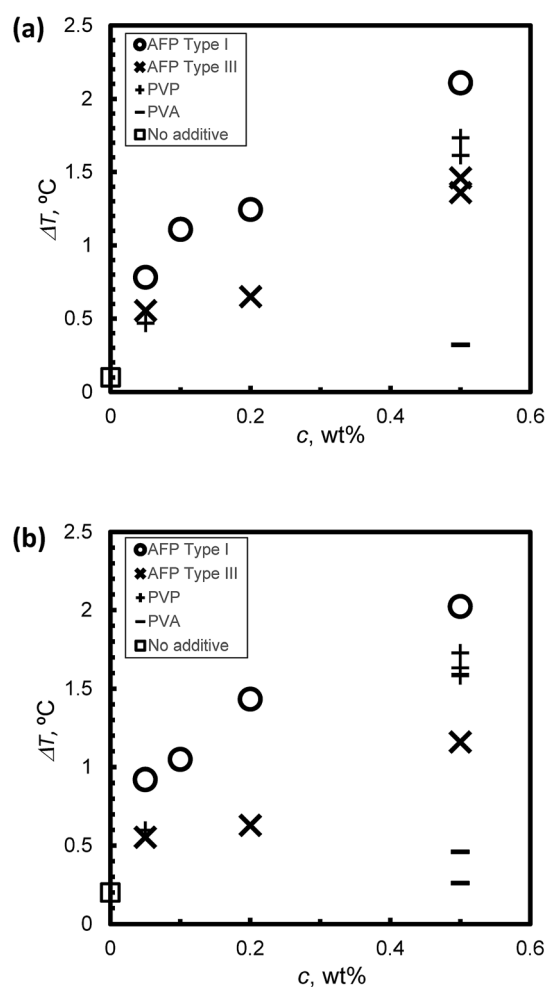 (a)
2.5
2
1.5
1
0.5
0
ΔT, ºC
AFP Type I
AFP Type III
PVP
PVA
No additive
0 0.2 0.4 0.6
c, wt%
(b)
2.5
2
1.5
1
0.5
0
ΔT, ºC
AFP Type I
AFP Type III
PVP
PVA
No additive
0 0.2 0.4 0.6
c, wt%